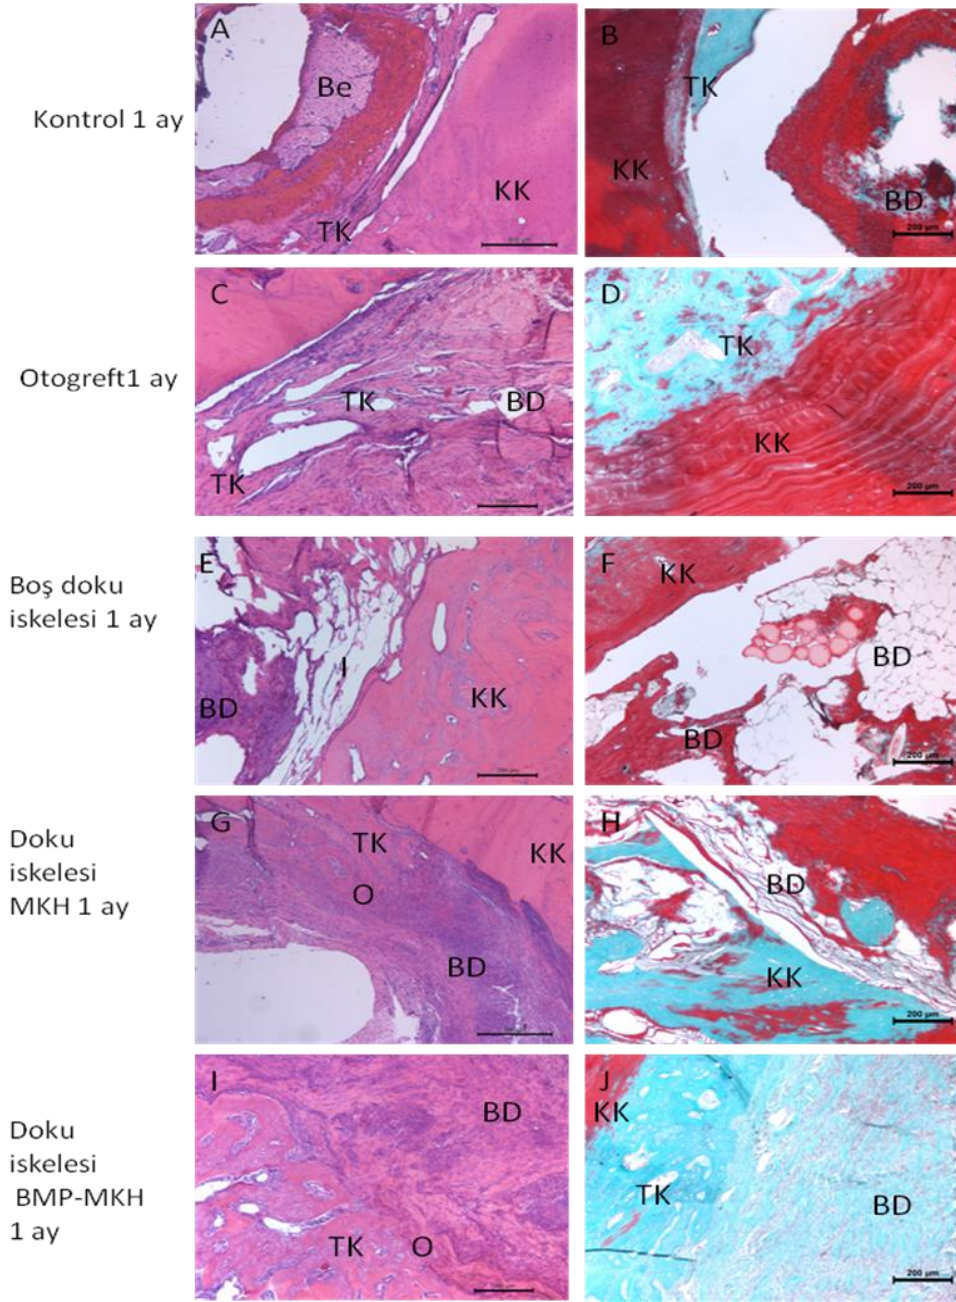 A
B
Kontrol 1 ay
Be
TK
KK
KK
TK
BD
200 µm
C
D
Otogreft1 ay
TK
TK
BD
TK
KK
200 µm
E
F
Boş doku
iskelesi 1 ay
KK
I
BD
KK
BD
BD
200 µm
G
H
Doku
iskelesi
MKH 1 ay
TK
KK
O
BD
BD
KK
200 µm
I
J
Doku
iskelesi
BMP-MKH
1 ay
BD
TK
O
KK
TK
BD
200 µm